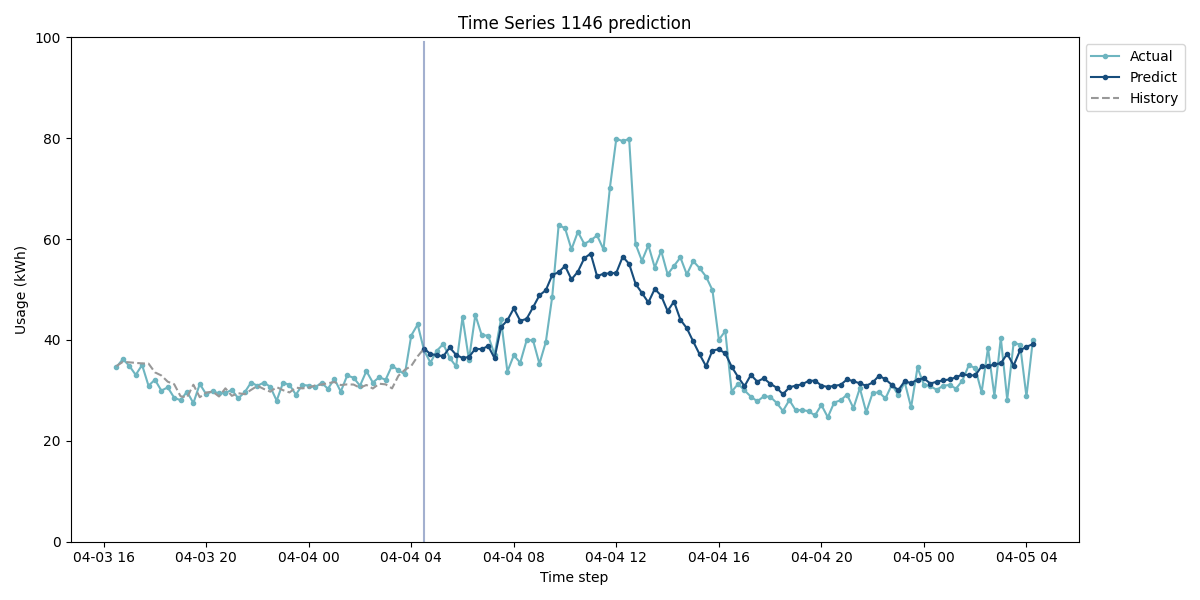 Time Series 1146 prediction
100
80
60
40
20
0
Usage (kWh)
04-03 16
04-03 20
04-04 00
04-04 04
04-04 08
04-04 12
04-04 16
04-04 20
04-05 00
04-05 04
Time step
Actual
Predict
History